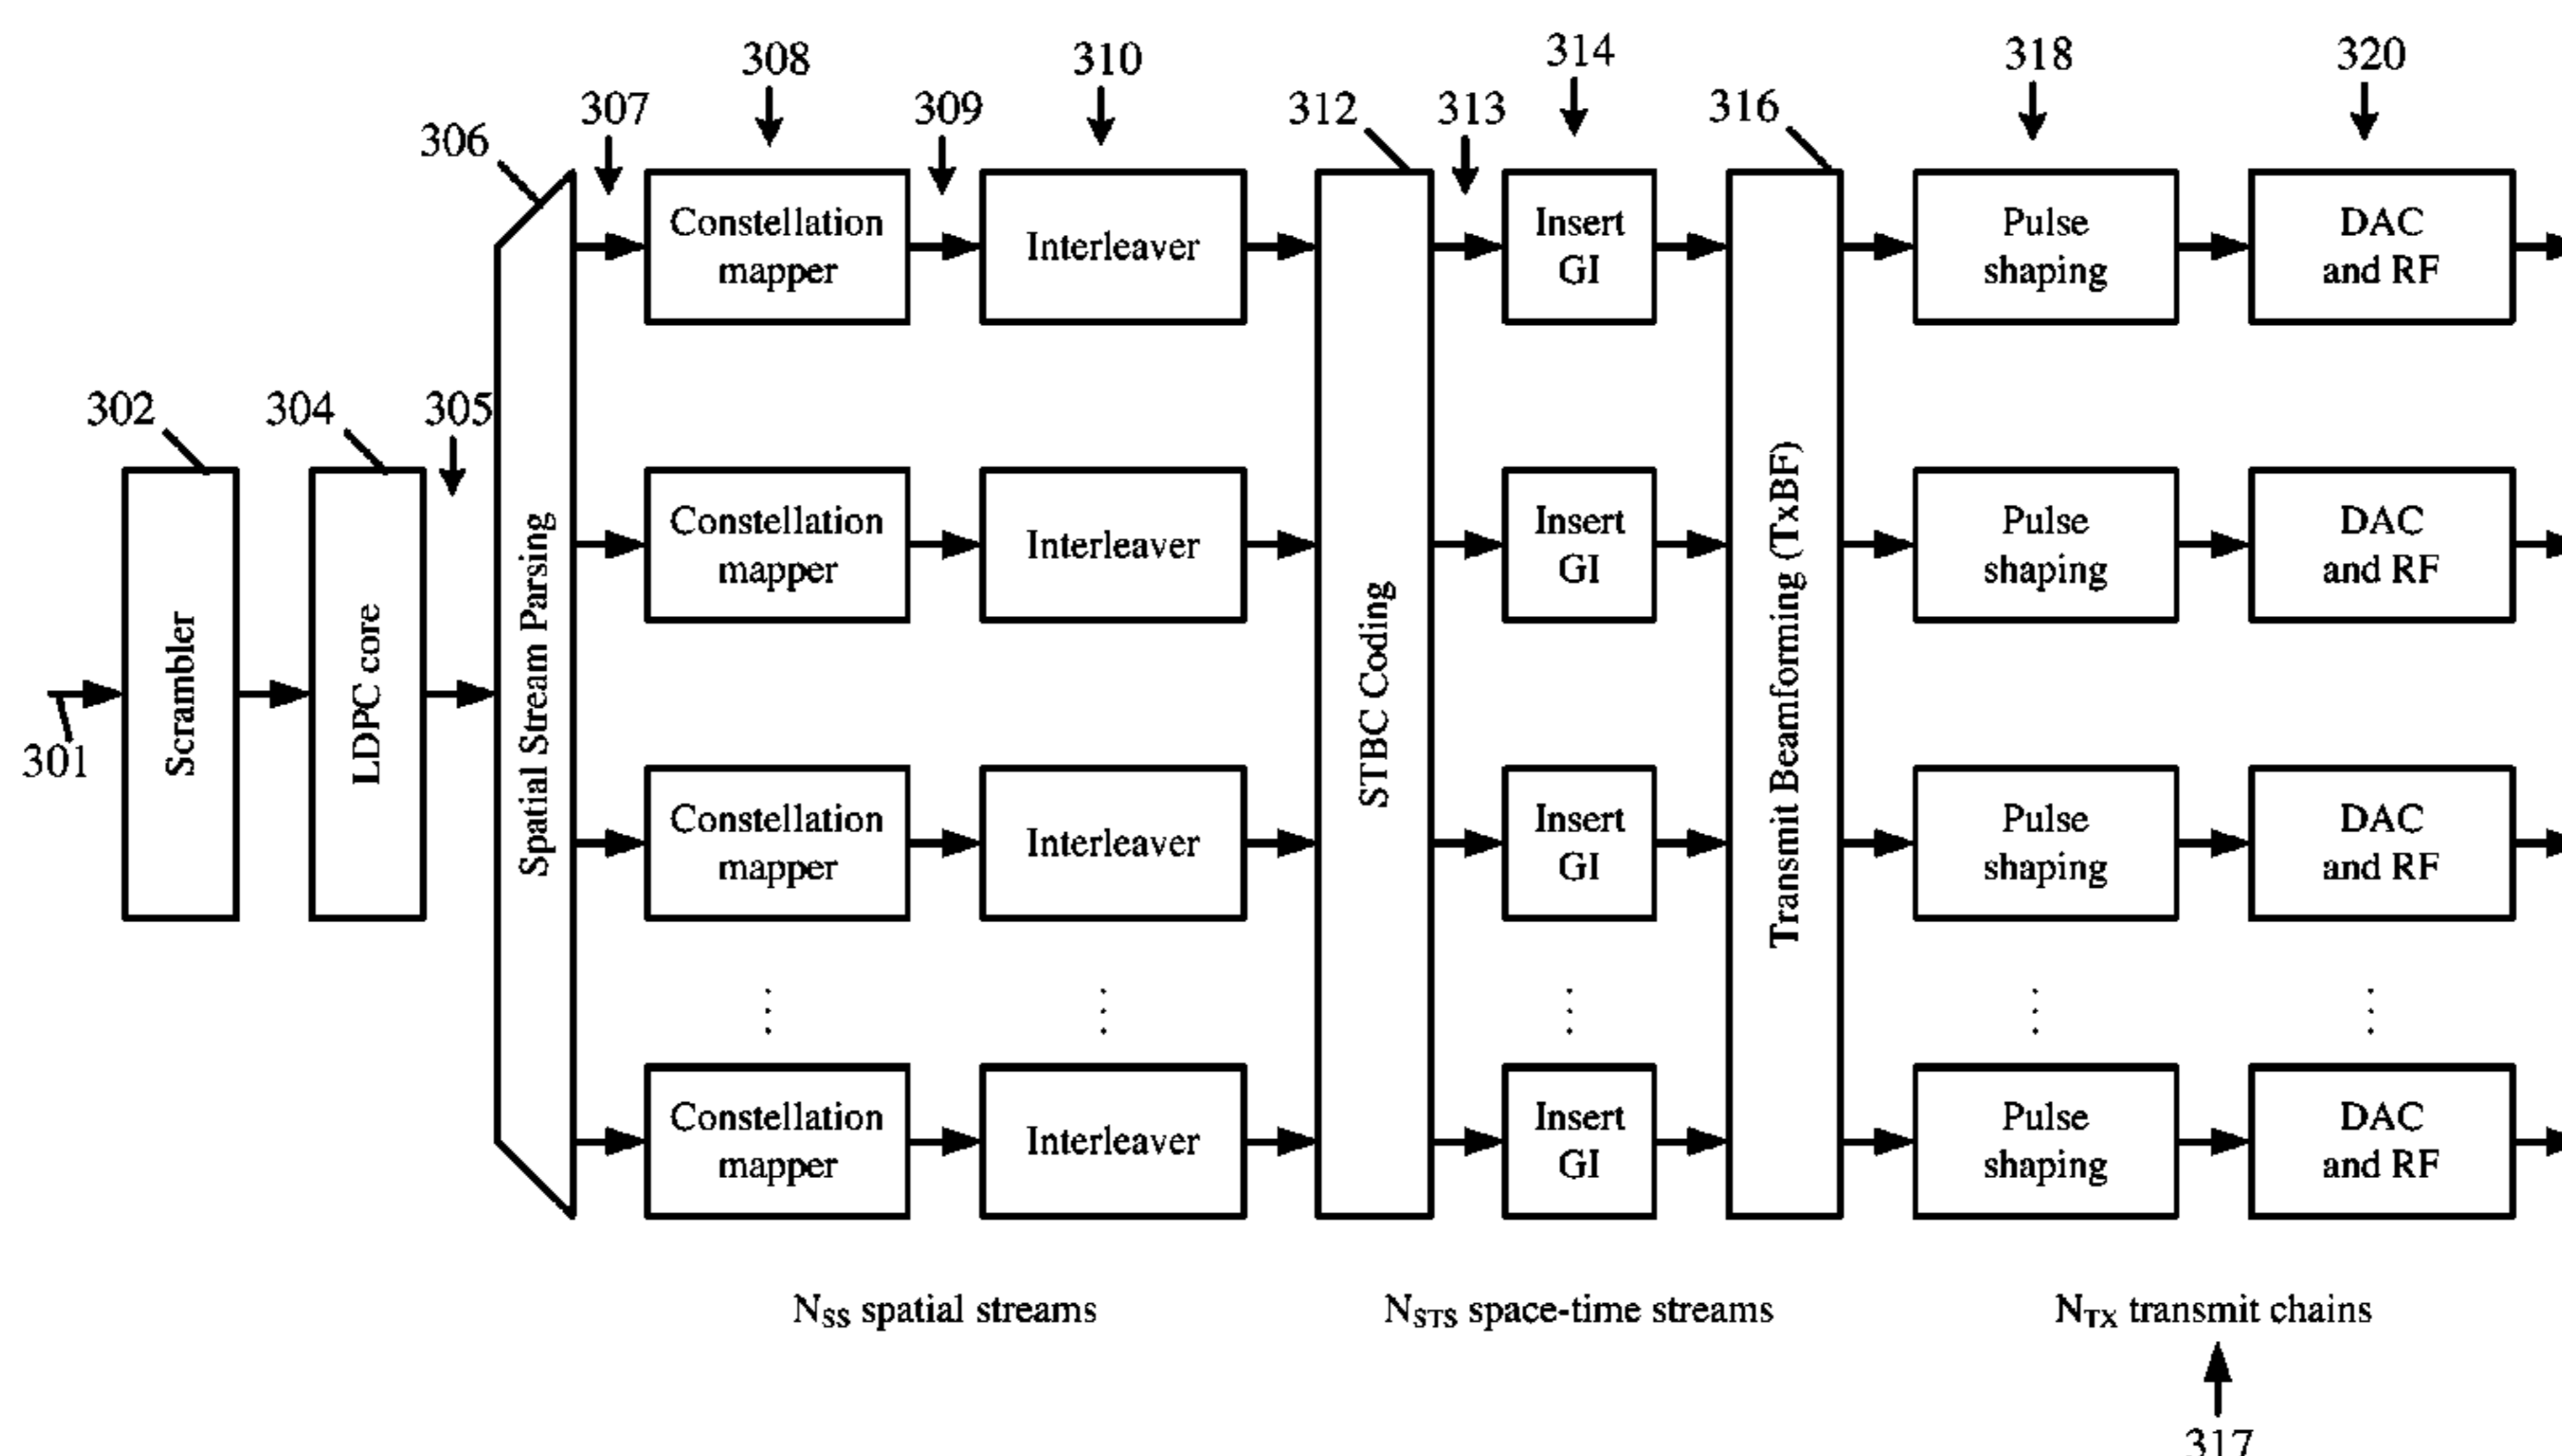 308
310
314
318
320
307
309
312
313
316
306
302
304
305
301
Scrambler
LDPC core
Spatial Stream Parsing
Constellation
mapper
Interleaver
STBC Coding
Insert
GI
Transmit Beamforming (TxBF)
Pulse
shaping
DAC
and RF
Constellation
mapper
Interleaver
Insert
GI
Pulse
shaping
DAC
and RF
Constellation
mapper
Interleaver
Insert
GI
Pulse
shaping
DAC
and RF
Constellation
mapper
Interleaver
Insert
GI
Pulse
shaping
DAC
and RF
NSS spatial streams
NSTS space-time streams
NTX transmit chains
317